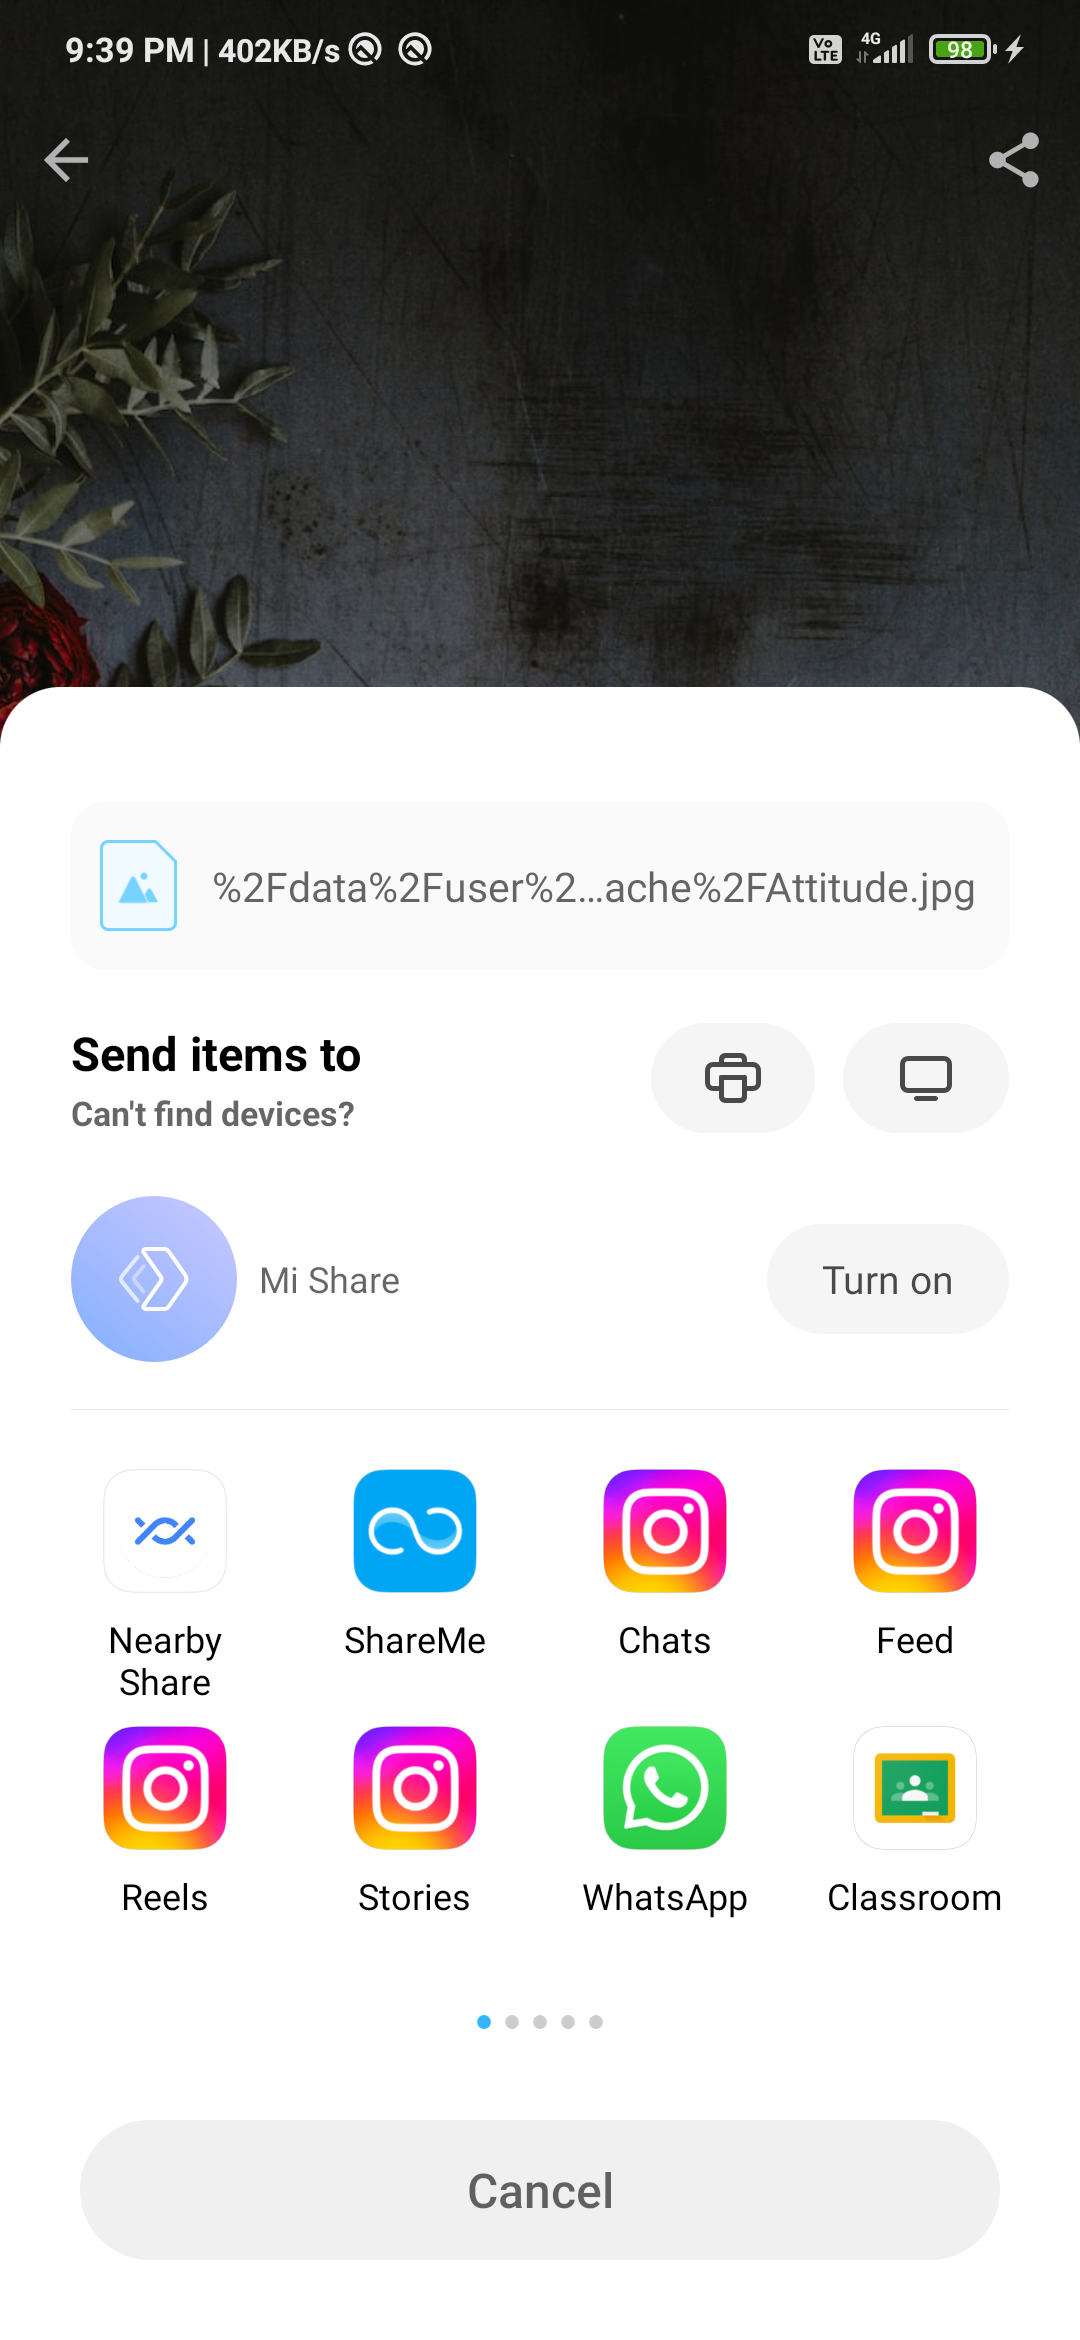 9:39 PM | 402KB/s
Vo LTE 4G 98
%2Fdata%2Fuser%2...ache%2FAttitude.jpg
Send items to
Can't find devices?
Mi Share
Turn on
Nearby Share
ShareMe
Chats
Feed
Reels
Stories
WhatsApp
Classroom
Cancel